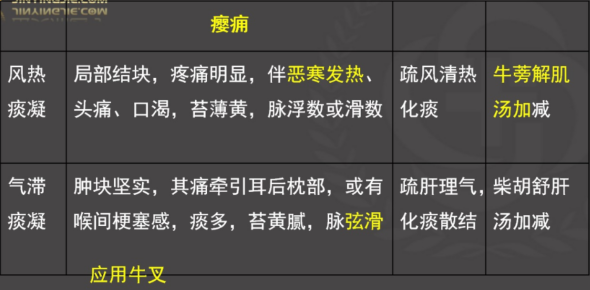 JINYINGJIE.COM
瘿痈
风热
痰凝
局部结块，疼痛明显，伴恶寒发热、
头痛、口渴，苔薄黄，脉浮数或滑数
疏风清热
化痰
牛蒡解肌
汤加减
气滞
痰凝
肿块坚实，其痛牵引耳后枕部，或有
喉间梗塞感，痰多，苔黄腻，脉弦滑
疏肝理气，
化痰散结
柴胡舒肝
汤加减
应用牛叉